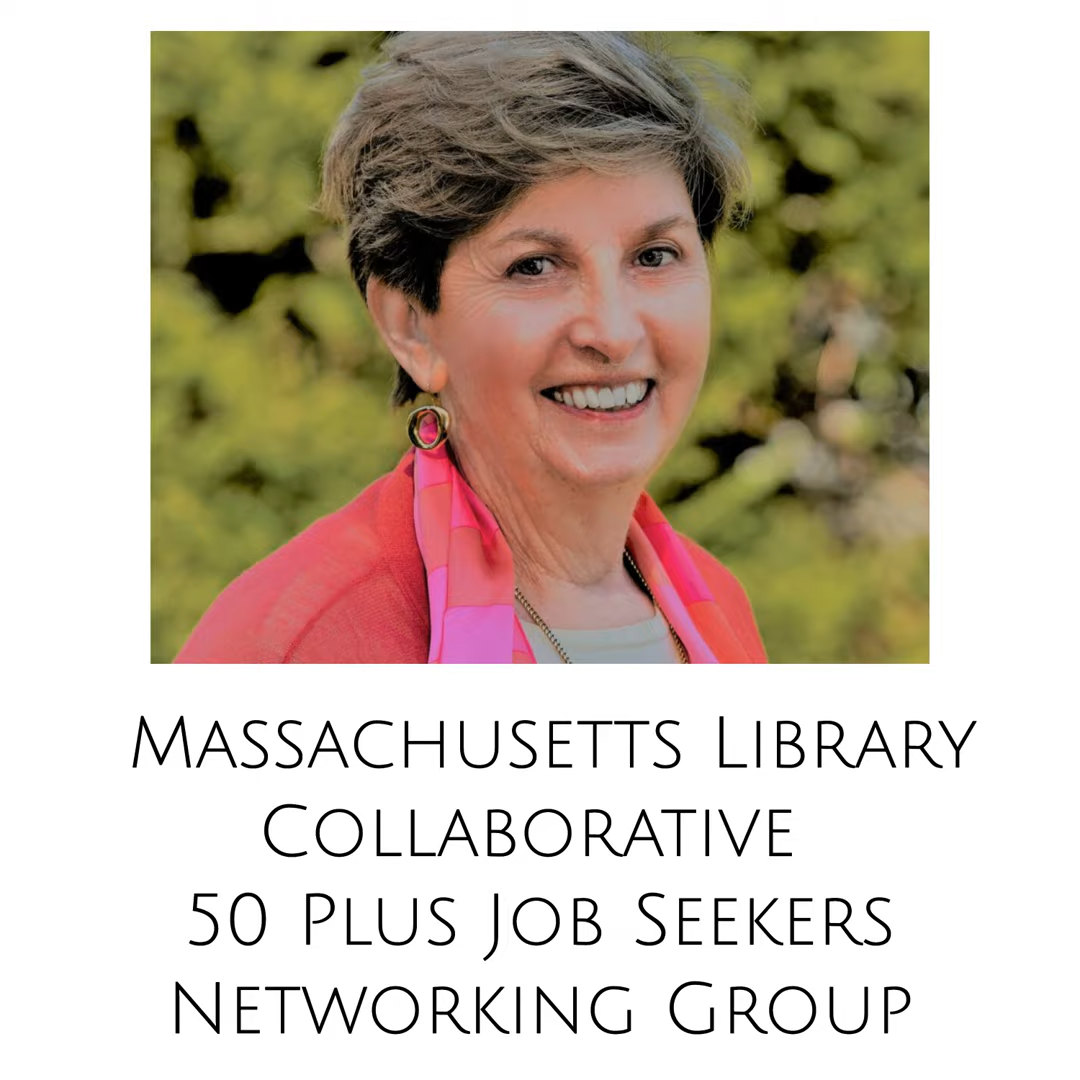 Massachusetts Library
Collaborative
50 Plus Job Seekers
Networking Group